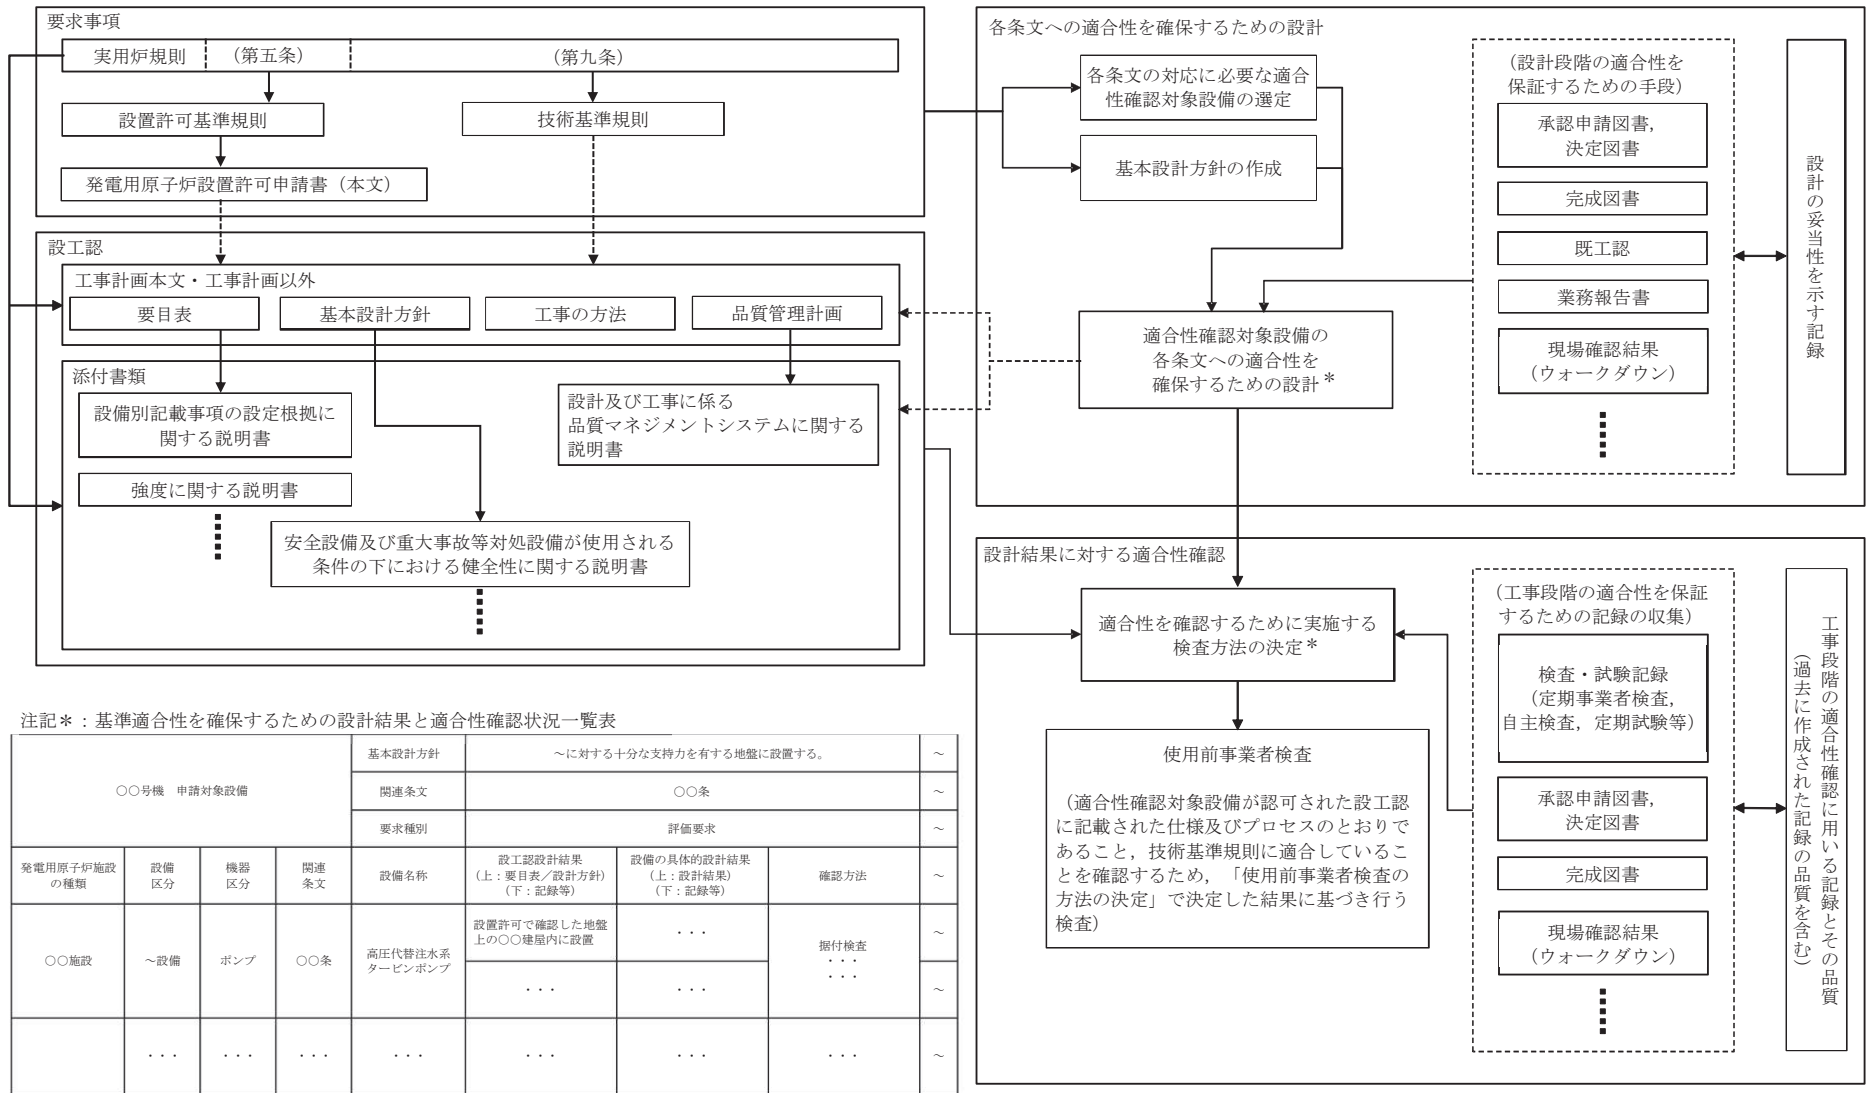 要求事項
実用炉規則
(第五条)
(第九条)
設置許可基準規則
技術基準規則
発電用原子炉設置許可申請書（本文）
設工認
工事計画本文・工事計画以外
要目表
基本設計方針
工事の方法
品質管理計画
添付書類
設備別記載事項の設定根拠に
関する説明書
設計及び工事に係る
品質マネジメントシステムに関する
説明書
強度に関する説明書
安全設備及び重大事故等対処設備が使用される
条件の下における健全性に関する説明書
各条文への適合性を確保するための設計
各条文の対応に必要な適合
性確認対象設備の選定
基本設計方針の作成
適合性確認対象設備の
各条文への適合性を
確保するための設計＊
（設計段階の適合性を
保証するための手段）
承認申請図書，
決定図書
完成図書
既工認
業務報告書
現場確認結果
（ウォークダウン）
設計の妥当性を示す記録
設計結果に対する適合性確認
適合性を確認するために実施する
検査方法の決定＊
使用前事業者検査
（適合性確認対象設備が認可された設工認
に記載された仕様及びプロセスのとおりで
あること，技術基準規則に適合しているこ
とを確認するため，「使用前事業者検査の
方法の決定」で決定した結果に基づき行う
検査）
（工事段階の適合性を保証
するための記録の収集）
検査・試験記録
（定期事業者検査，
自主検査，定期試験等）
承認申請図書，
決定図書
完成図書
現場確認結果
（ウォークダウン）
工事段階の適合性確認に用いる記録とその品質
（過去に作成された記録の品質を含む）
注記＊：基準適合性を確保するための設計結果と適合性確認状況一覧表
○○号機　申請対象設備
基本設計方針
～に対する十分な支持力を有する地盤に設置する。
～
関連条文
○○条
～
要求種別
評価要求
～
発電用原子炉施設
の種類
設備
区分
機器
区分
関連
条文
設備名称
設工認設計結果
（上：要目表／設計方針）
（下：記録等）
設備の具体的設計結果
（上：設計結果）
（下：記録等）
確認方法
～
○○施設
～設備
ポンプ
○○条
高圧代替注水系
タービンポンプ
設置許可で確認した地盤
上の○○建屋内に設置
・・・
据付検査
・・・
・・・
～
・・・
・・・
～
・・・
・・・
・・・
・・・
・・・
・・・
・・・
～